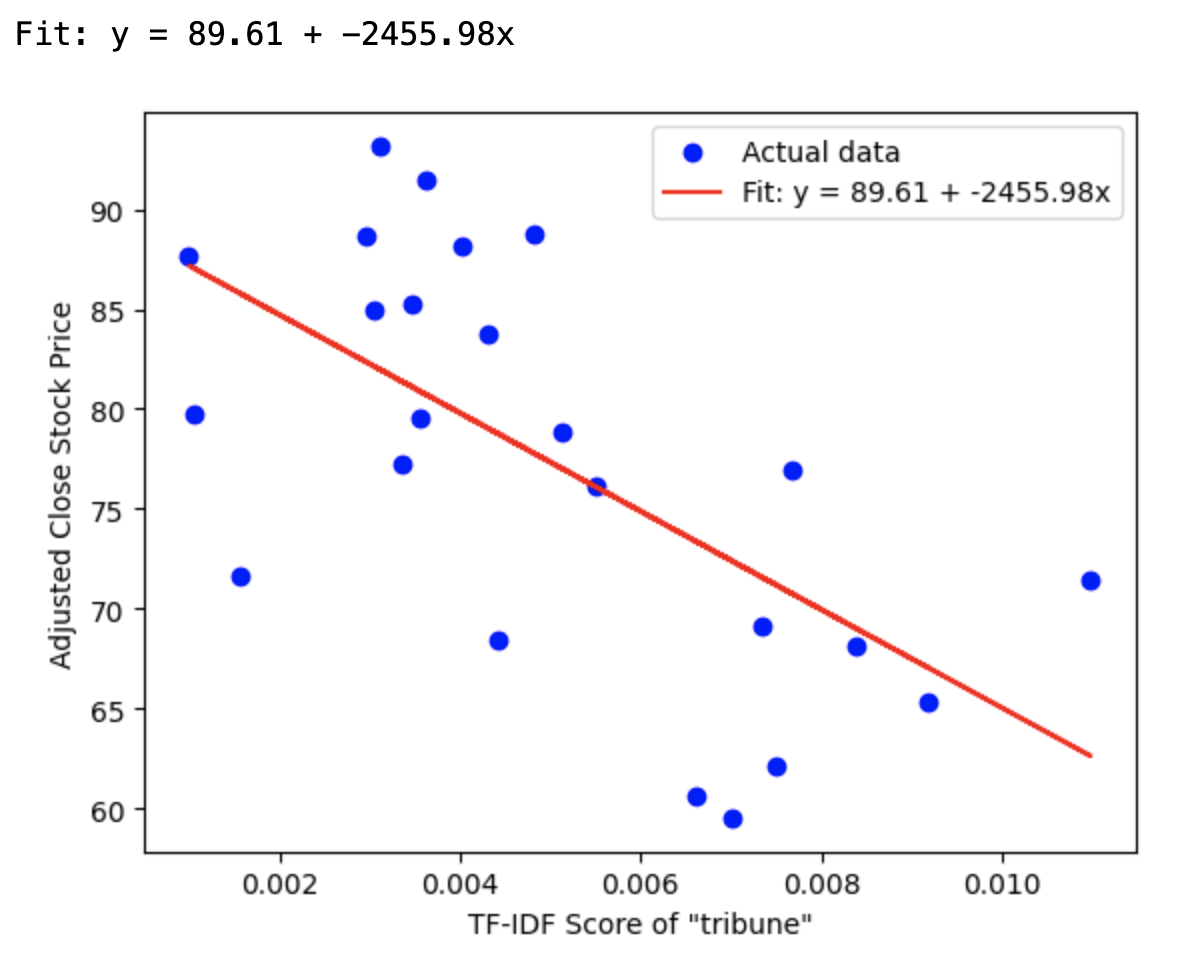 Fit: y = 89.61 + −2455.98x
Actual data
Fit: y = 89.61 + -2455.98x
90
85
80
75
70
65
60
Adjusted Close Stock Price
0.002 0.004 0.006 0.008 0.010
TF-IDF Score of "tribune"